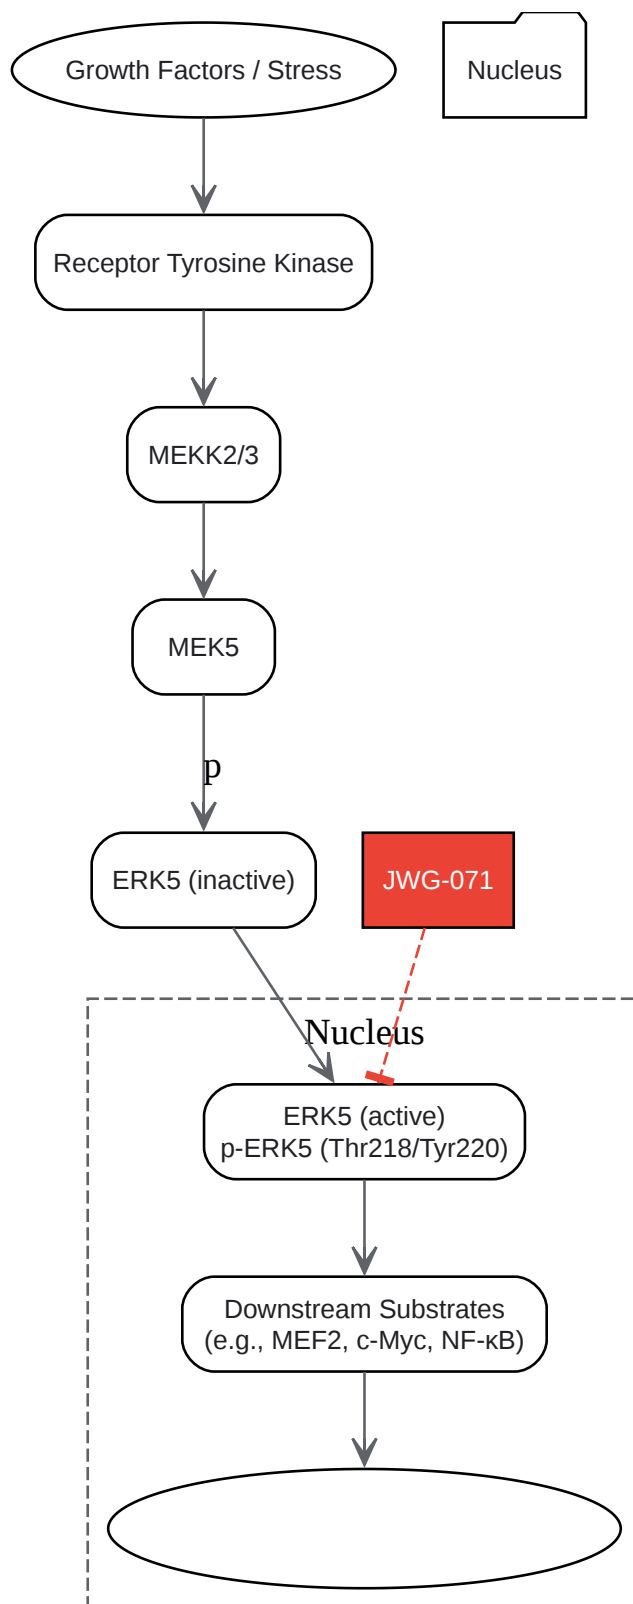 Growth Factors / Stress
Nucleus
Receptor Tyrosine Kinase
MEKK2/3
MEK5
p
ERK5 (inactive)
JWG-071
Nucleus
ERK5 (active)
p-ERK5 (Thr218/Tyr220)
Downstream Substrates
(e.g., MEF2, c-Myc, NF-κB)